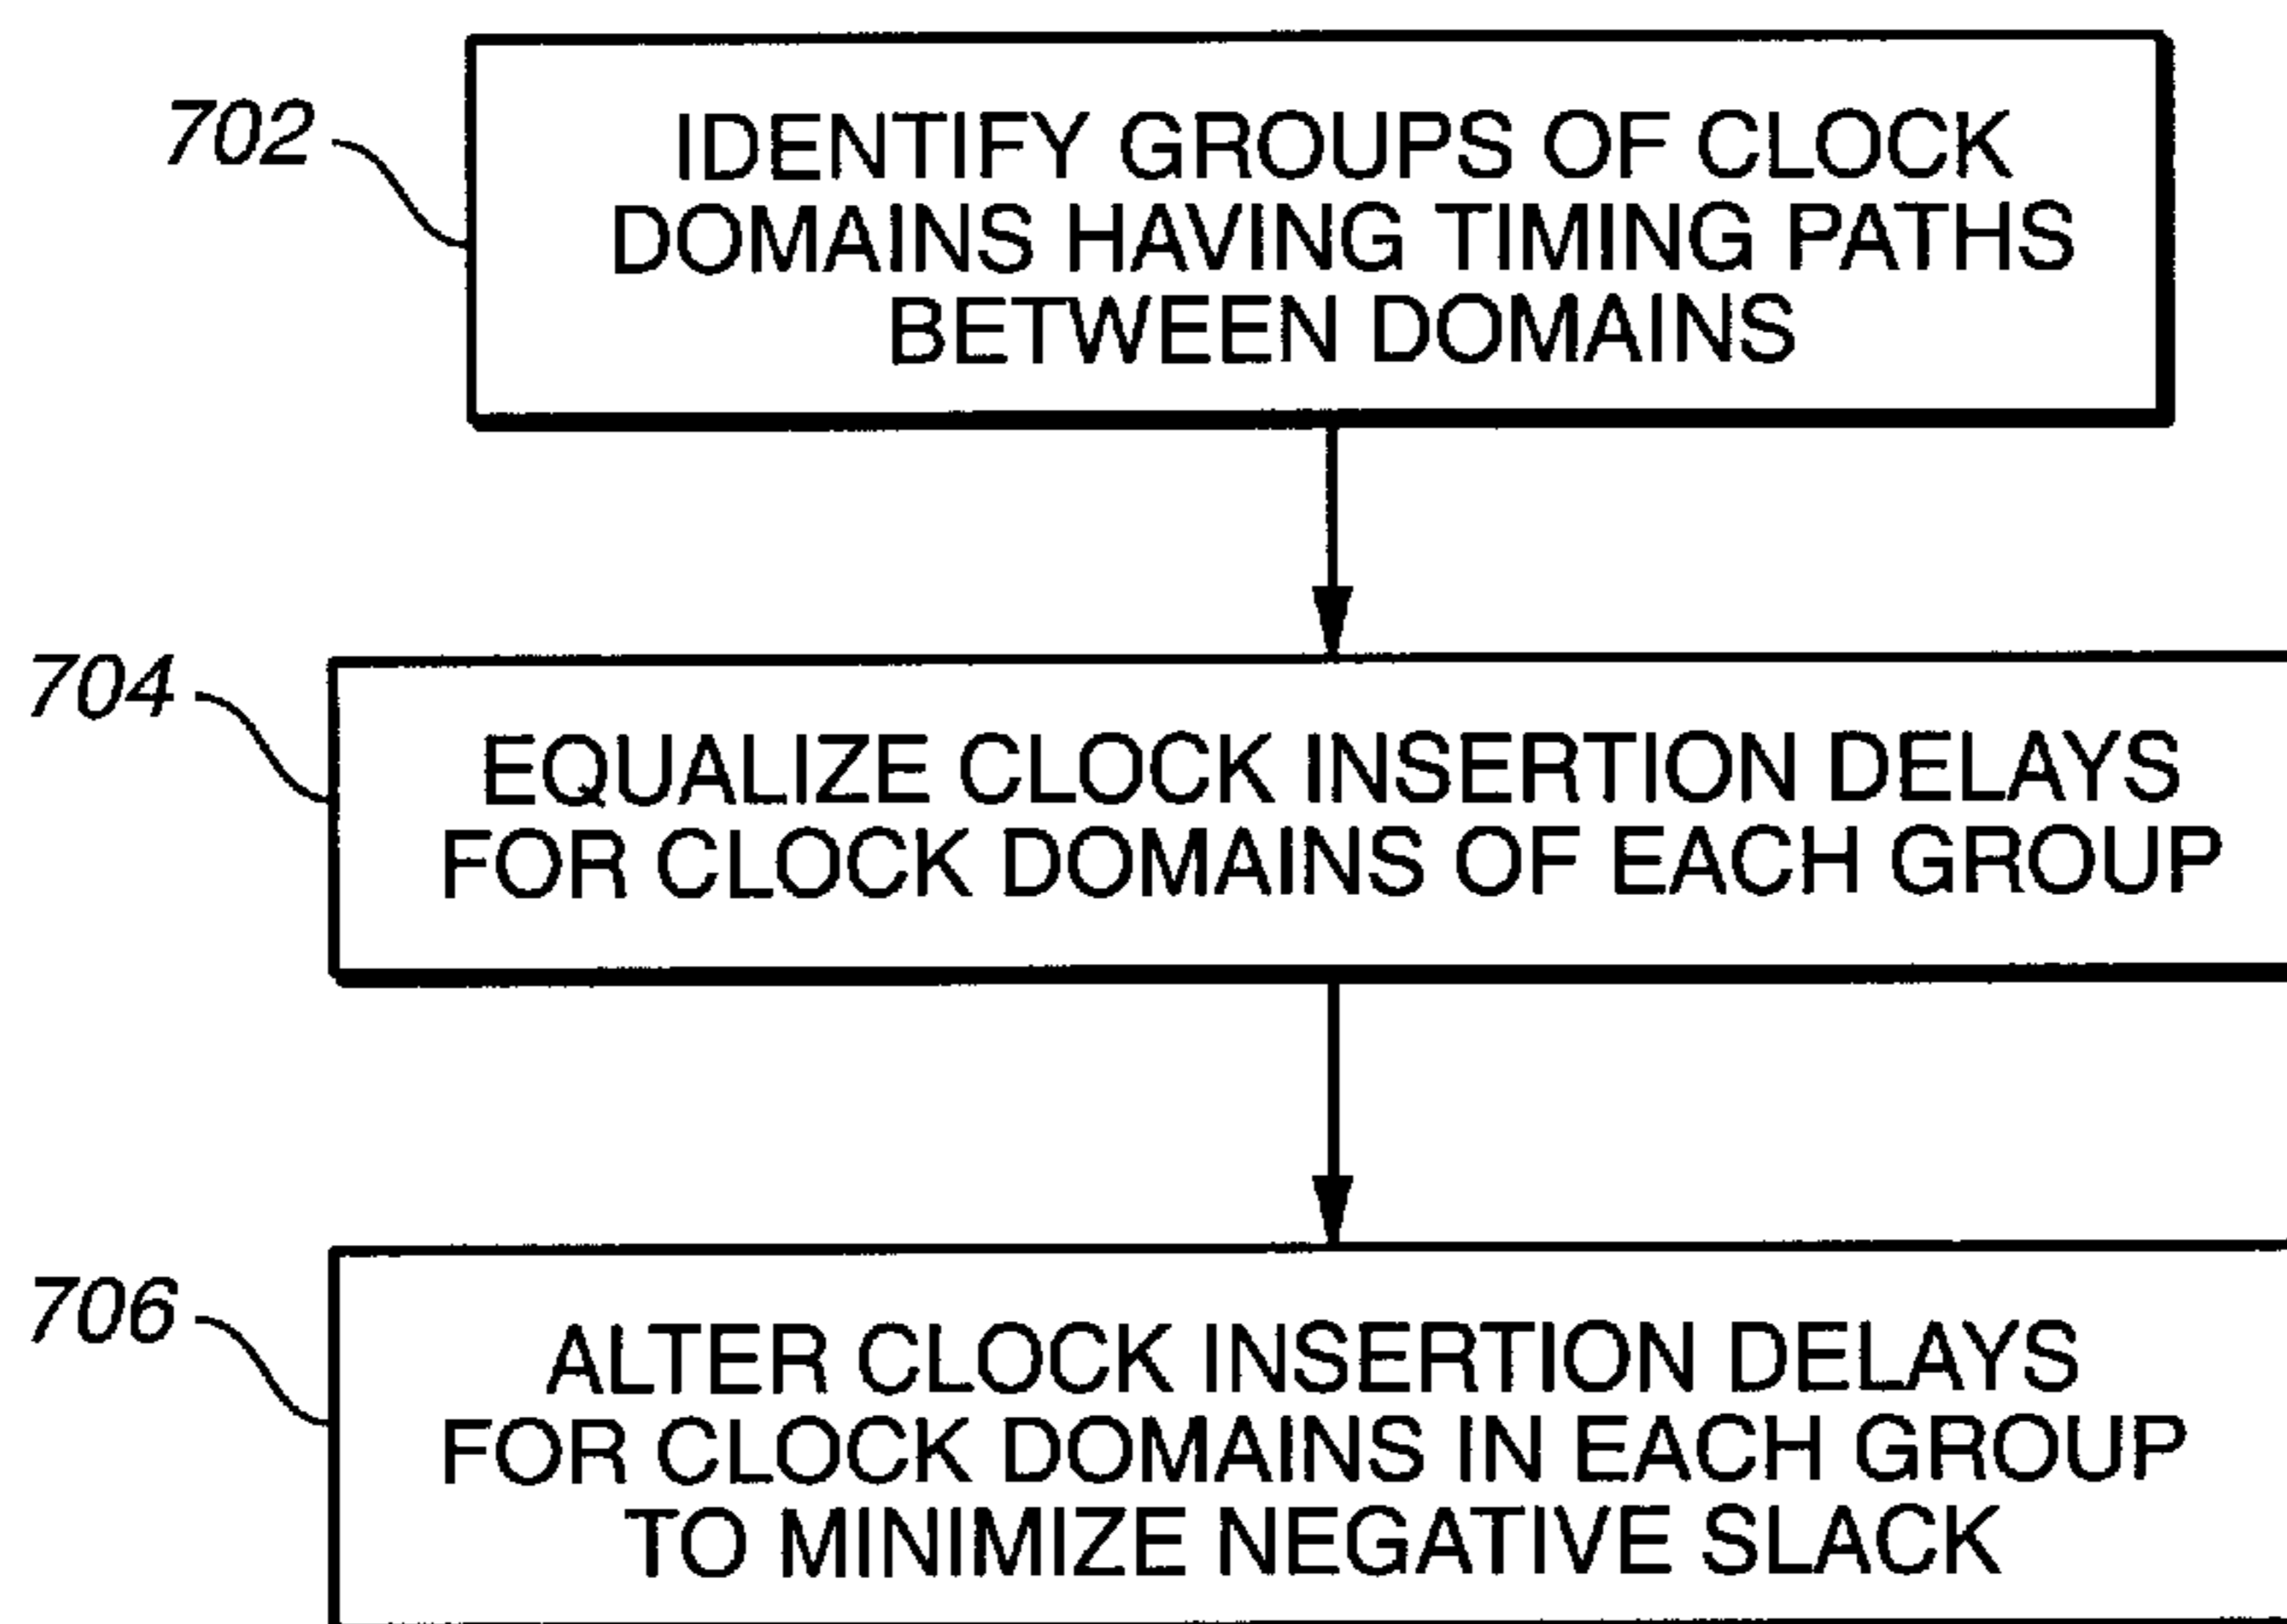 702
IDENTIFY GROUPS OF CLOCK
DOMAINS HAVING TIMING PATHS
BETWEEN DOMAINS
704
EQUALIZE CLOCK INSERTION DELAYS
FOR CLOCK DOMAINS OF EACH GROUP
706
ALTER CLOCK INSERTION DELAYS
FOR CLOCK DOMAINS IN EACH GROUP
TO MINIMIZE NEGATIVE SLACK